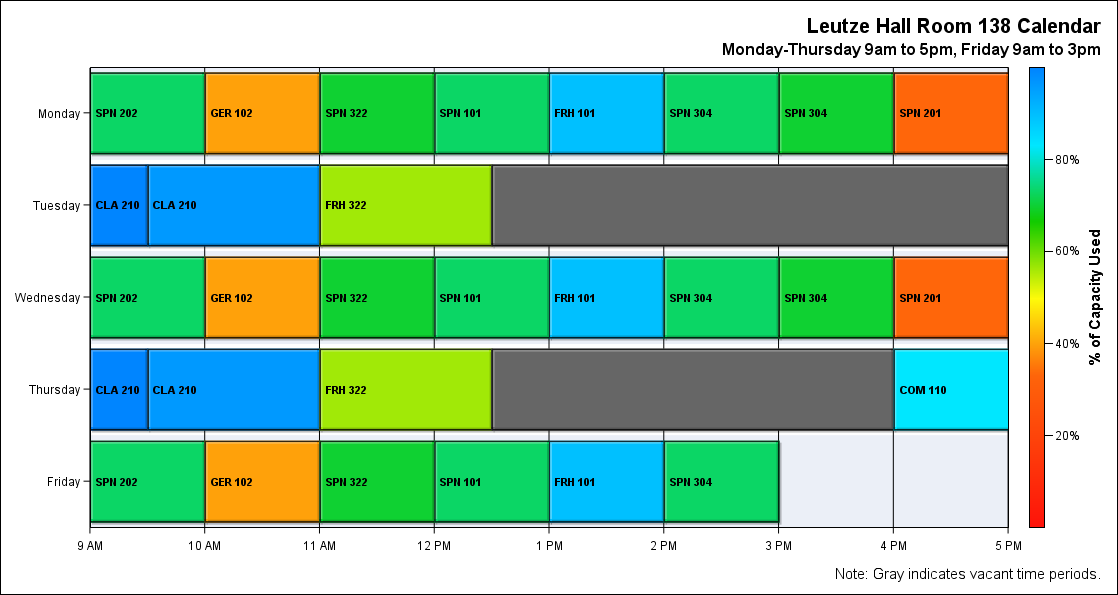 Leutze Hall Room 138 Calendar
Monday-Thursday 9am to 5pm, Friday 9am to 3pm
Monday
SPN 202 GER 102 SPN 322 SPN 101 FRH 101 SPN 304 SPN 304 SPN 201
Tuesday
CLA 210 CLA 210 FRH 322
Wednesday
SPN 202 GER 102 SPN 322 SPN 101 FRH 101 SPN 304 SPN 304 SPN 201
Thursday
CLA 210 CLA 210 FRH 322 COM 110
Friday
SPN 202 GER 102 SPN 322 SPN 101 FRH 101 SPN 304
9 AM 10 AM 11 AM 12 PM 1 PM 2 PM 3 PM 4 PM 5 PM
80%
60%
40%
20%
% of Capacity Used
Note: Gray indicates vacant time periods.